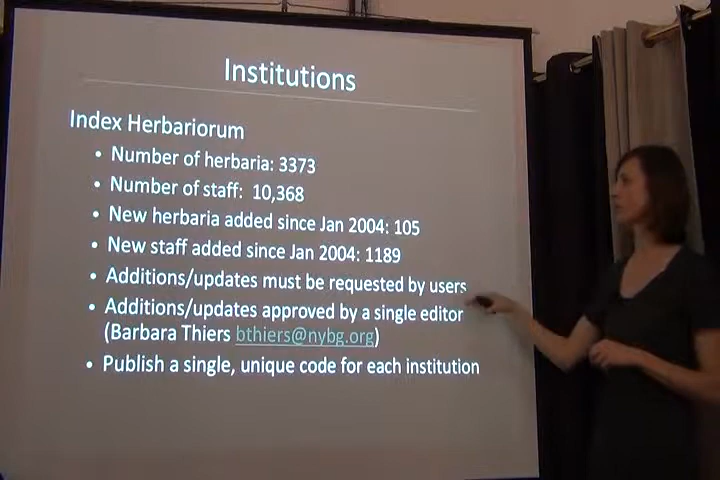 Institutions
Index Herbariorum
• Number of herbaria: 3373
• Number of staff: 10,368
• New herbaria added since Jan 2004: 105
• New staff added since Jan 2004: 1189
• Additions/updates must be requested by users
• Additions/updates approved by a single editor
(Barbara Thiers bthiers@nybg.org)
• Publish a single, unique code for each institution